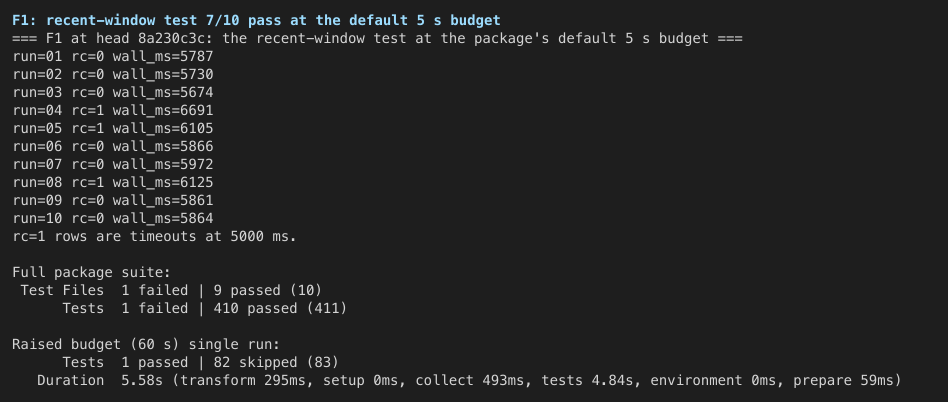 F1: recent-window test 7/10 pass at the default 5 s budget
=== F1 at head 8a230c3c: the recent-window test at the package's default 5 s budget ===
run=01 rc=0 wall_ms=5787
run=02 rc=0 wall_ms=5730
run=03 rc=0 wall_ms=5674
run=04 rc=1 wall_ms=6691
run=05 rc=1 wall_ms=6105
run=06 rc=0 wall_ms=5866
run=07 rc=0 wall_ms=5972
run=08 rc=1 wall_ms=6125
run=09 rc=0 wall_ms=5861
run=10 rc=0 wall_ms=5864
rc=1 rows are timeouts at 5000 ms.

Full package suite:
 Test Files  1 failed | 9 passed (10)
      Tests  1 failed | 410 passed (411)

Raised budget (60 s) single run:
      Tests  1 passed | 82 skipped (83)
   Duration  5.58s (transform 295ms, setup 0ms, collect 493ms, tests 4.84s, environment 0ms, prepare 59ms)